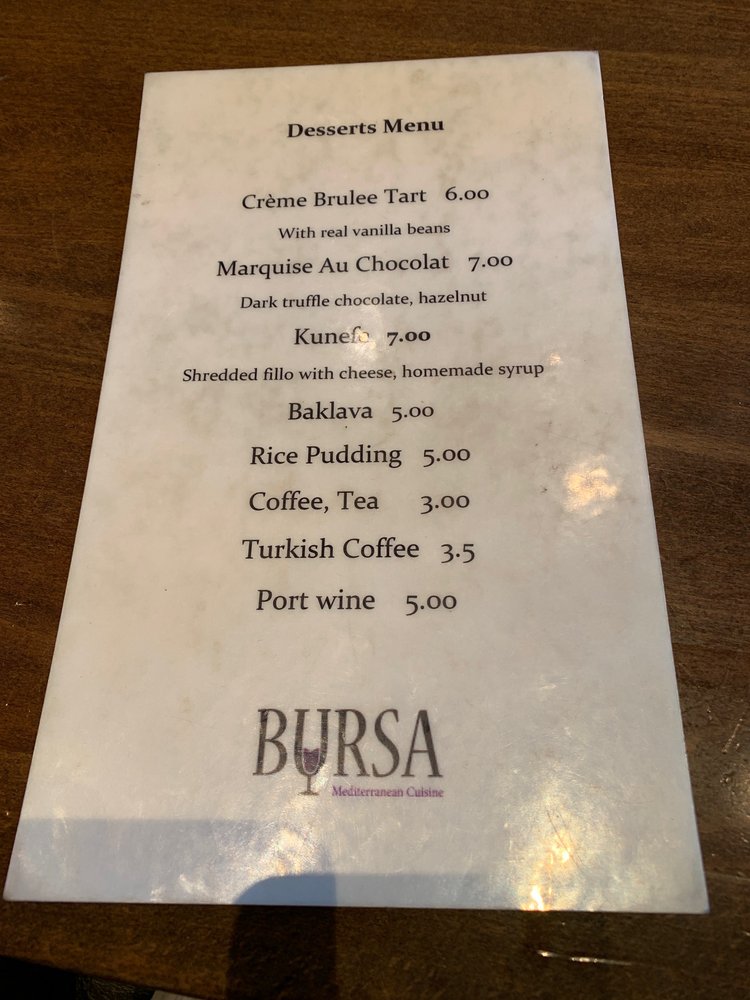 Desserts Menu
Crème Brulee Tart 6.00
With real vanilla beans
Marquise Au Chocolat 7.00
Dark truffle chocolate, hazelnut
Kunefe 7.00
Shredded fillo with cheese, homemade syrup
Baklava 5.00
Rice Pudding 5.00
Coffee, Tea 3.00
Turkish Coffee 3.5
Port wine 5.00
BURSA
Mediterranean Cuisine